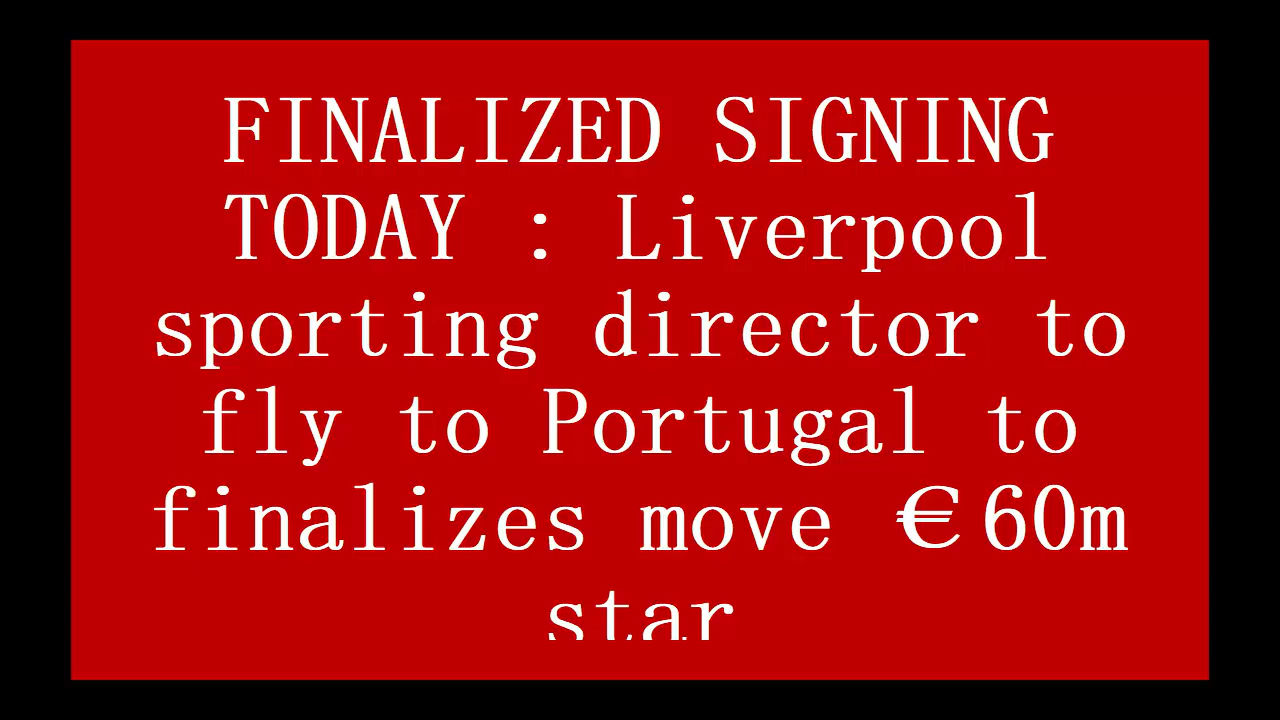 FINALIZED SIGNING
TODAY : Liverpool
sporting director to
fly to Portugal to
finalizes move €60m
star